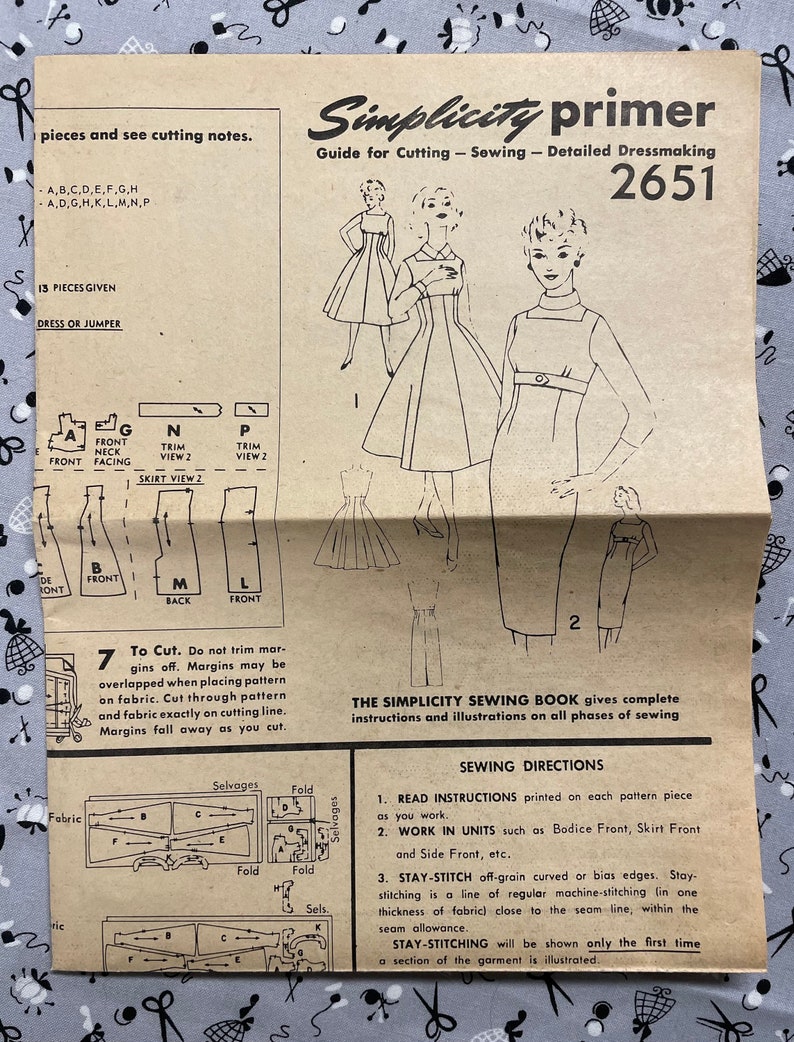 pieces and see cutting notes.
- A,B,C,D,E,F,G,H
- A,D,G,H,K,L,M,N,P
13 PIECES GIVEN
DRESS OR JUMPER
A
FRONT
G
FRONT
NECK
FACING
N
TRIM
VIEW 2
P
TRIM
VIEW 2
SKIRT VIEW 2
B
FRONT
M
BACK
L
FRONT
7 To Cut. Do not trim mar-
gins off. Margins may be
overlapped when placing pattern
on fabric. Cut through pattern
and fabric exactly on cutting line.
Margins fall away as you cut.
Simplicity primer
Guide for Cutting – Sewing – Detailed Dressmaking
2651
1
2
THE SIMPLICITY SEWING BOOK gives complete
instructions and illustrations on all phases of sewing
Selvages
Fold
Fabric
B
C
D
F
E
G
A
H
K
Selvages
Fold
Fold
H
Sels.
B
C
K
F
E
G
A
D
SEWING DIRECTIONS
1. READ INSTRUCTIONS printed on each pattern piece
as you work.
2. WORK IN UNITS such as Bodice Front, Skirt Front
and Side Front, etc.
3. STAY-STITCH off-grain curved or bias edges. Stay-
stitching is a line of regular machine-stitching (in one
thickness of fabric) close to the seam line, within the
seam allowance.
STAY-STITCHING will be shown only the first time
a section of the garment is illustrated.